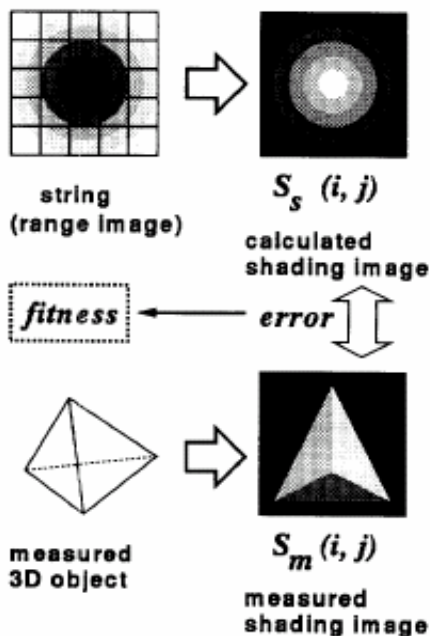 string
(range image)
S_s (i, j)
calculated
shading image
fitness
error
measured
3D object
S_m (i, j)
measured
shading image